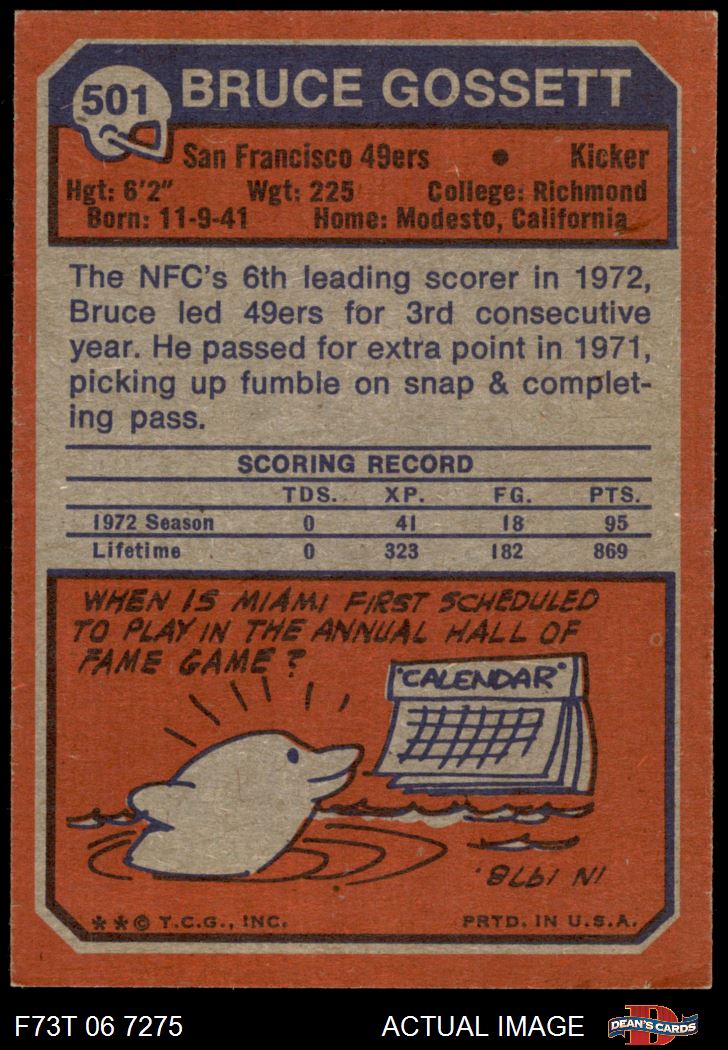 501 BRUCE GOSSETT
San Francisco 49ers • Kicker
Hgt: 6'2" Wgt: 225 College: Richmond
Born: 11-9-41 Home: Modesto, California
The NFC's 6th leading scorer in 1972,
Bruce led 49ers for 3rd consecutive
year. He passed for extra point in 1971,
picking up fumble on snap & complet-
ing pass.
SCORING RECORD
TDS. XP. FG. PTS.
1972 Season 0 41 18 95
Lifetime 0 323 182 869
WHEN IS MIAMI FIRST SCHEDULED
TO PLAY IN THE ANNUAL HALL OF
FAME GAME?
"CALENDAR"
IN 1978.
**© T.C.G., INC. PRTD. IN U.S.A.
F73T 06 7275 ACTUAL IMAGE D DEAN'S CARDS